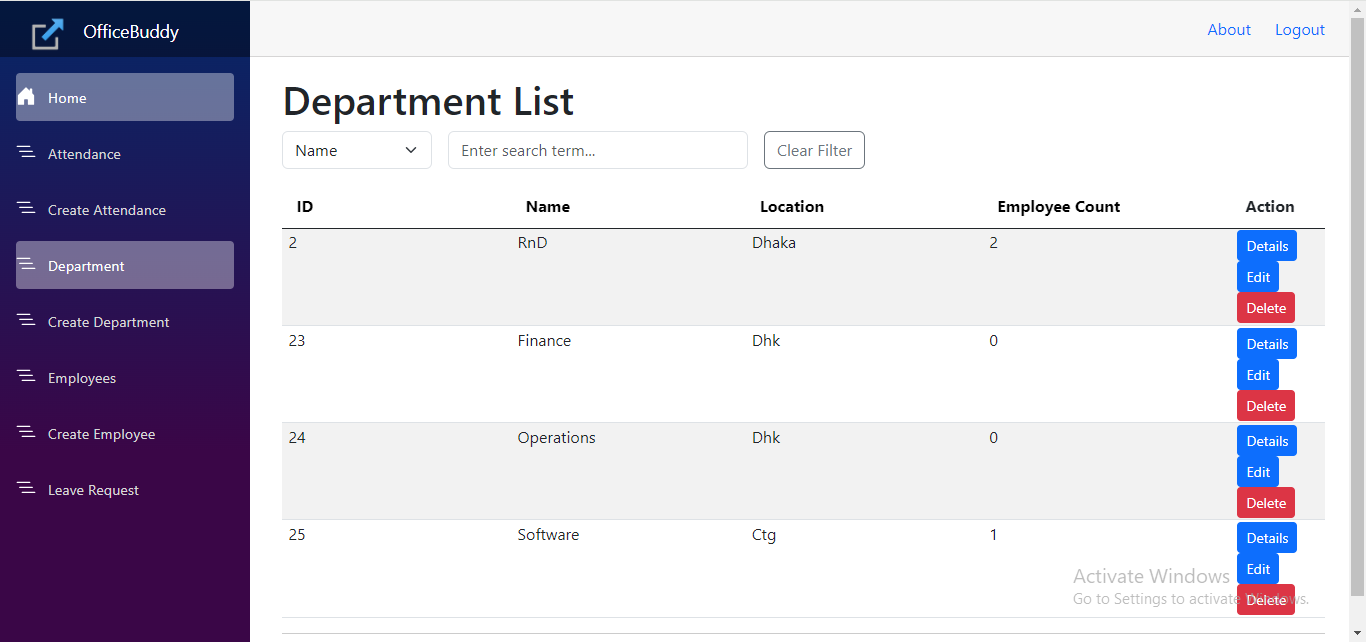 OfficeBuddy
About Logout
Home
Attendance
Create Attendance
Department
Create Department
Employees
Create Employee
Leave Request
Department List
Name Enter search term... Clear Filter
ID Name Location Employee Count Action
2 RnD Dhaka 2 Details
Edit
Delete
23 Finance Dhk 0 Details
Edit
Delete
24 Operations Dhk 0 Details
Edit
Delete
25 Software Ctg 1 Details
Edit
Delete
Activate Windows
Go to Settings to activate Windows.